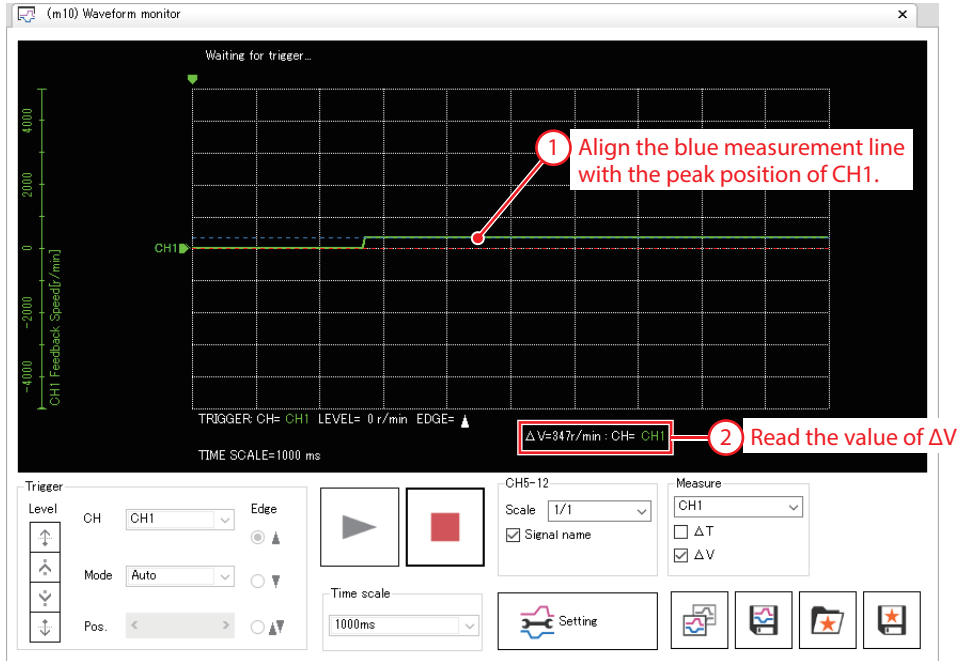 (m10) Waveform monitor
Waiting for trigger...
4000
2000
0
-2000
-4000
CH1 Feedback Speed[r/min]
CH1
1 Align the blue measurement line
with the peak position of CH1.
TRIGGER: CH= CH1 LEVEL= 0 r/min EDGE=
ΔV=347r/min : CH= CH1
2 Read the value of ΔV
TIME SCALE=1000 ms
Trigger
Level
CH
CH1
Edge
Mode
Auto
Pos.
Time scale
1000ms
CH5-12
Scale 1/1
Signal name
Measure
CH1
ΔT
ΔV
Setting